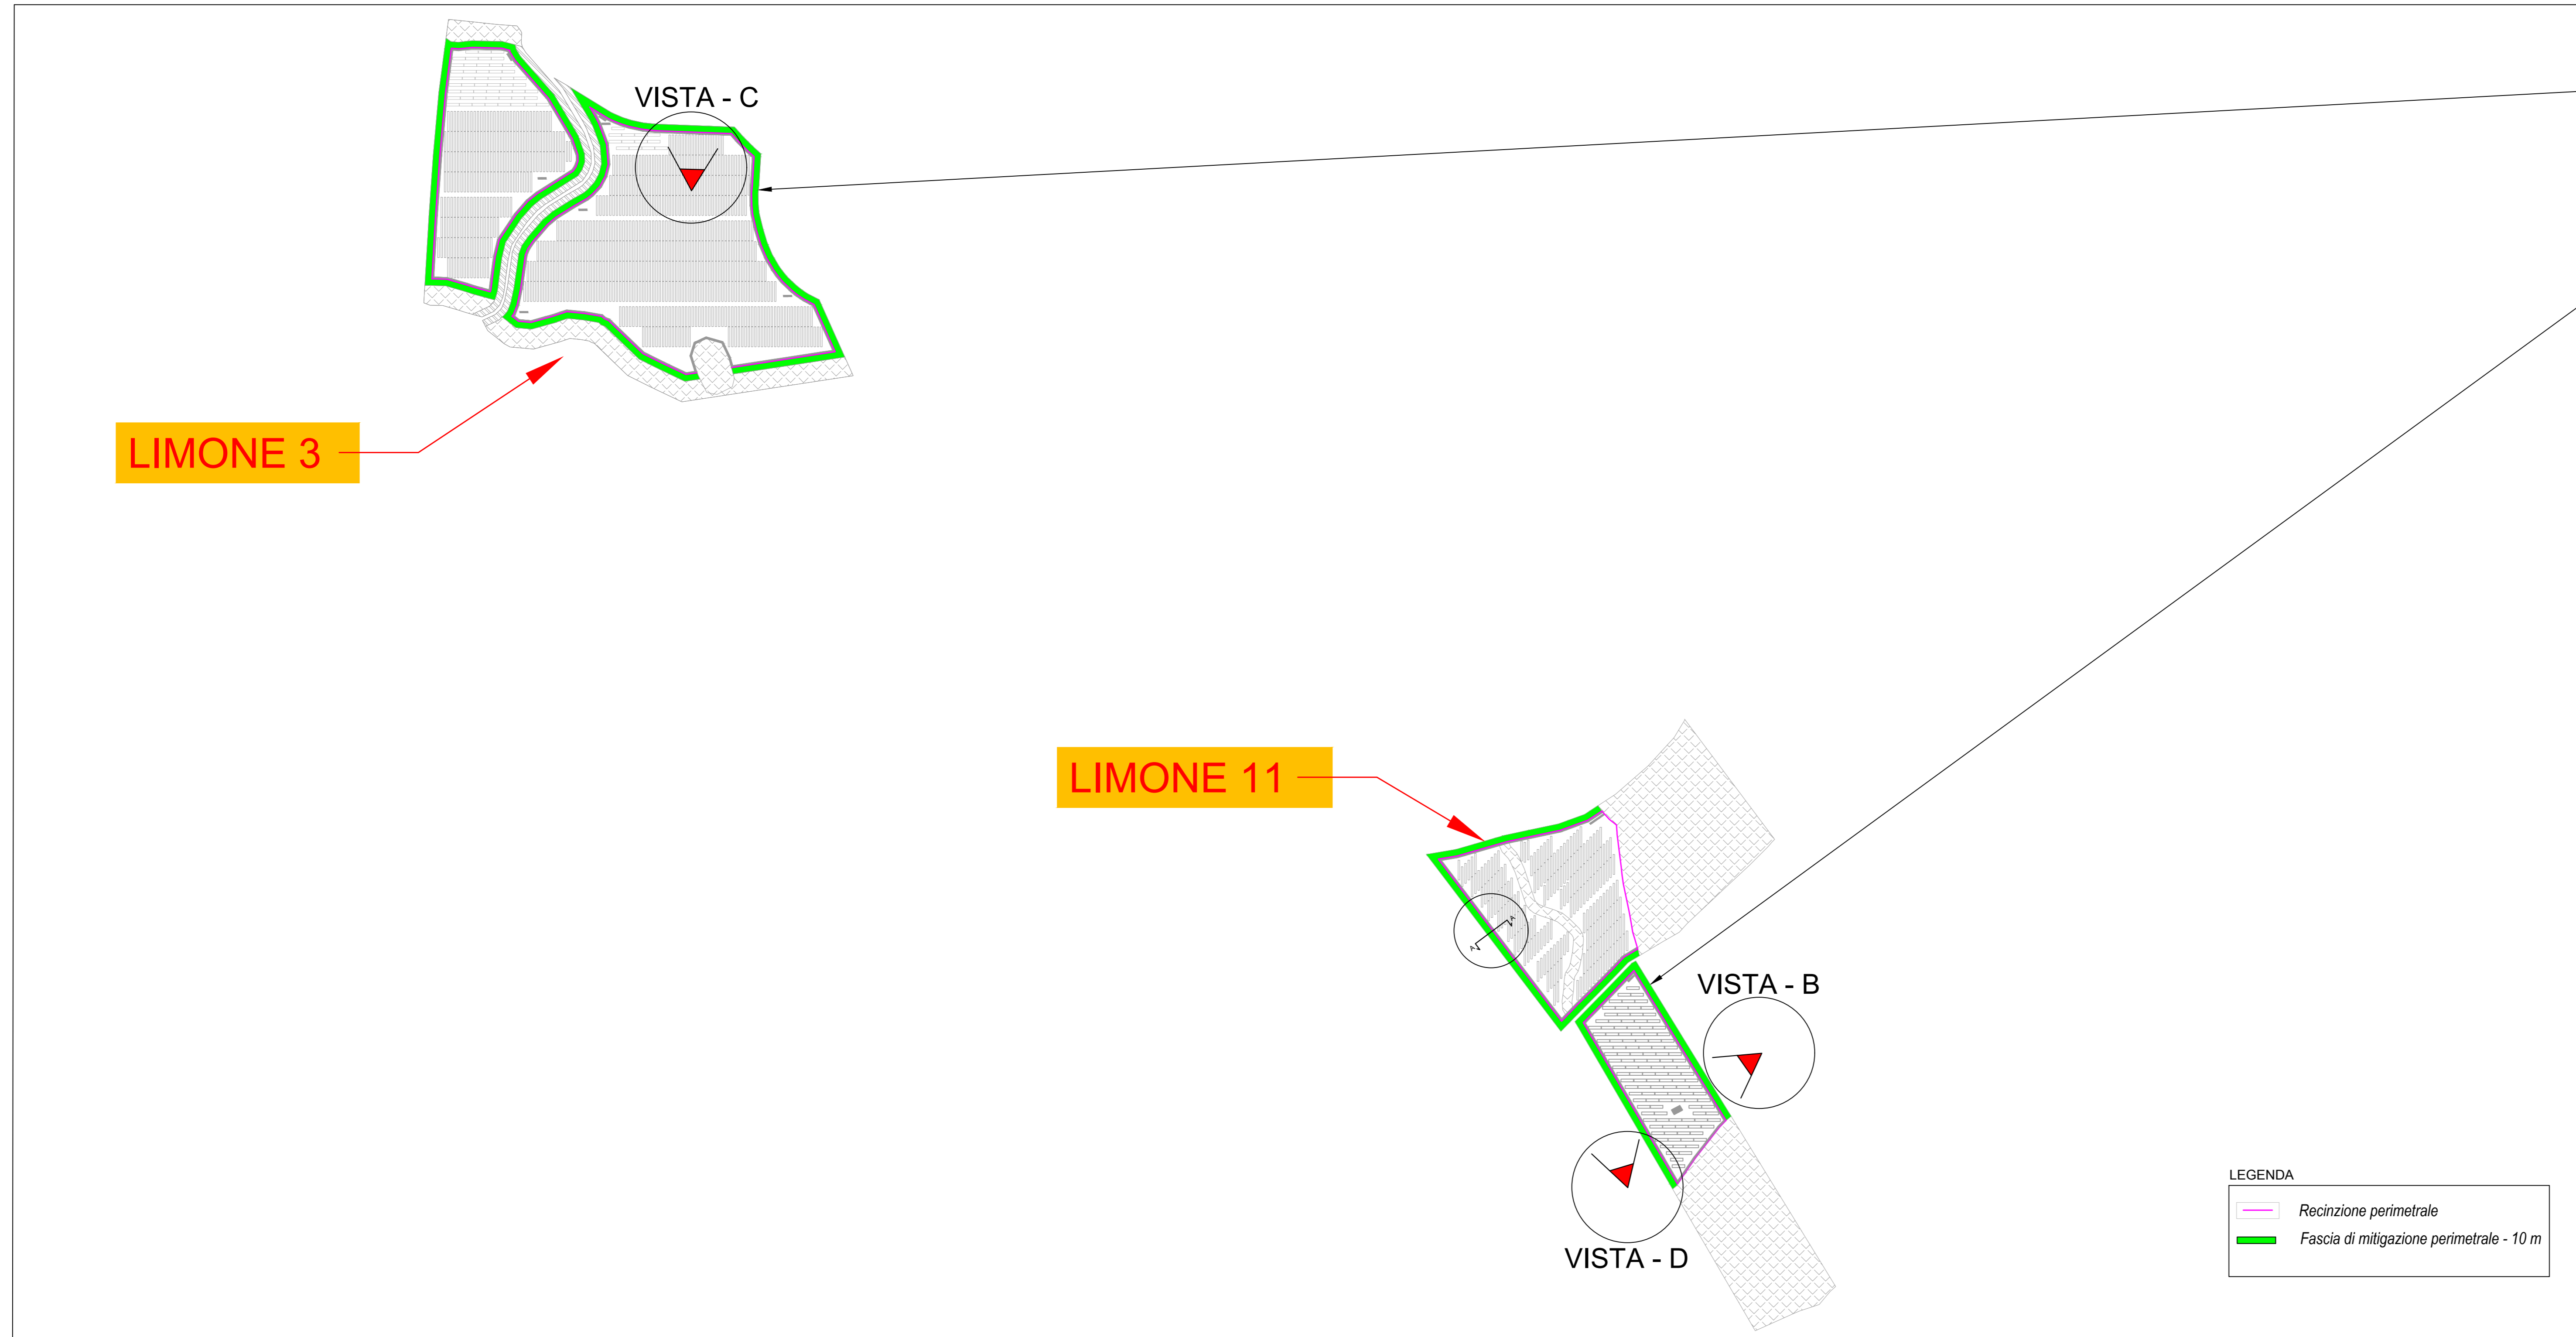 VISTA - C
LIMONE 3
LIMONE 11
A
A
VISTA - B
VISTA - D
LEGENDA
Recinzione perimetrale
Fascia di mitigazione perimetrale - 10 m